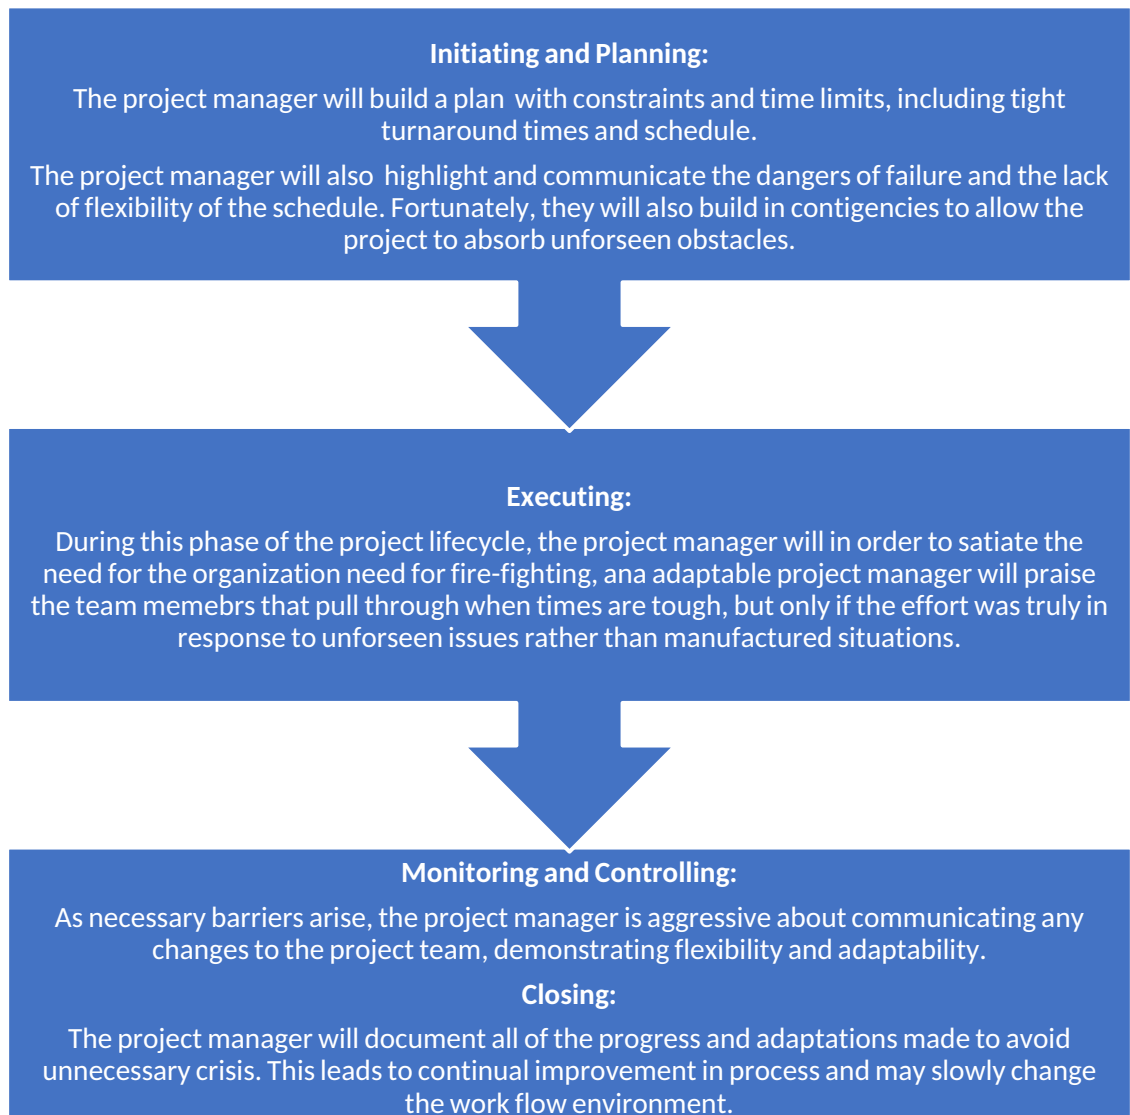 Initiating and Planning:
The project manager will build a plan  with constraints and time limits, including tight
turnaround times and schedule.
The project manager will also  highlight and communicate the dangers of failure and the lack
of flexibility of the schedule. Fortunately, they will also build in contigencies to allow the
project to absorb unforseen obstacles.
Executing:
During this phase of the project lifecycle, the project manager will in order to satiate the
need for the organization need for fire-fighting, ana adaptable project manager will praise
the team memebrs that pull through when times are tough, but only if the effort was truly in
response to unforseen issues rather than manufactured situations.
Monitoring and Controlling:
As necessary barriers arise, the project manager is aggressive about communicating any
changes to the project team, demonstrating flexibility and adaptability.
Closing:
The project manager will document all of the progress and adaptations made to avoid
unnecessary crisis. This leads to continual improvement in process and may slowly change
the work flow environment.